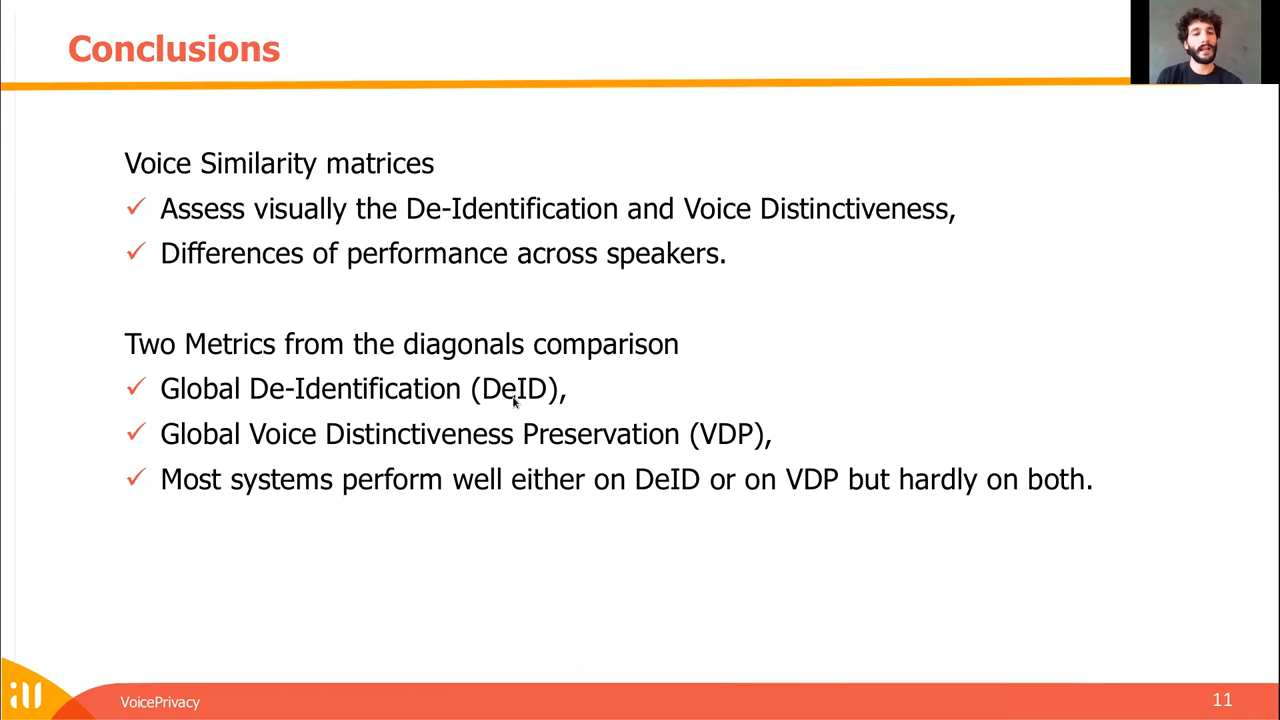 Conclusions
Voice Similarity matrices
✓ Assess visually the De-Identification and Voice Distinctiveness,
✓ Differences of performance across speakers.
Two Metrics from the diagonals comparison
✓ Global De-Identification (DeID),
✓ Global Voice Distinctiveness Preservation (VDP),
✓ Most systems perform well either on DeID or on VDP but hardly on both.
VoicePrivacy
11